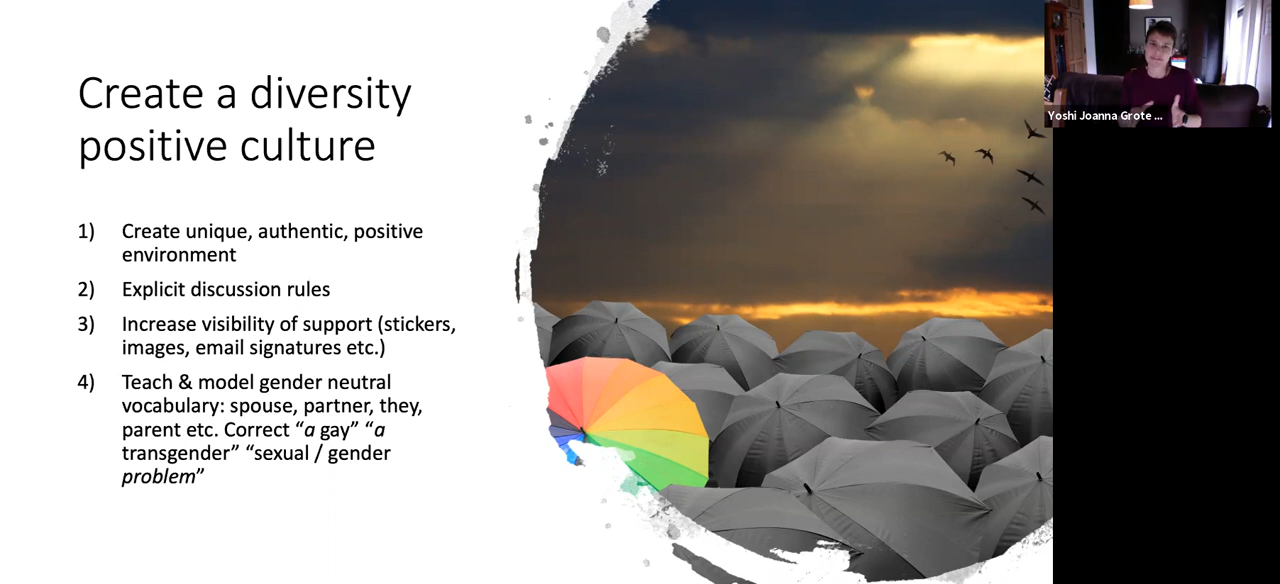 Create a diversity
positive culture
1) Create unique, authentic, positive
environment
2) Explicit discussion rules
3) Increase visibility of support (stickers,
images, email signatures etc.)
4) Teach & model gender neutral
vocabulary: spouse, partner, they,
parent etc. Correct “a gay” “a
transgender” “sexual / gender
problem”
Yoshi Joanna Grote ...